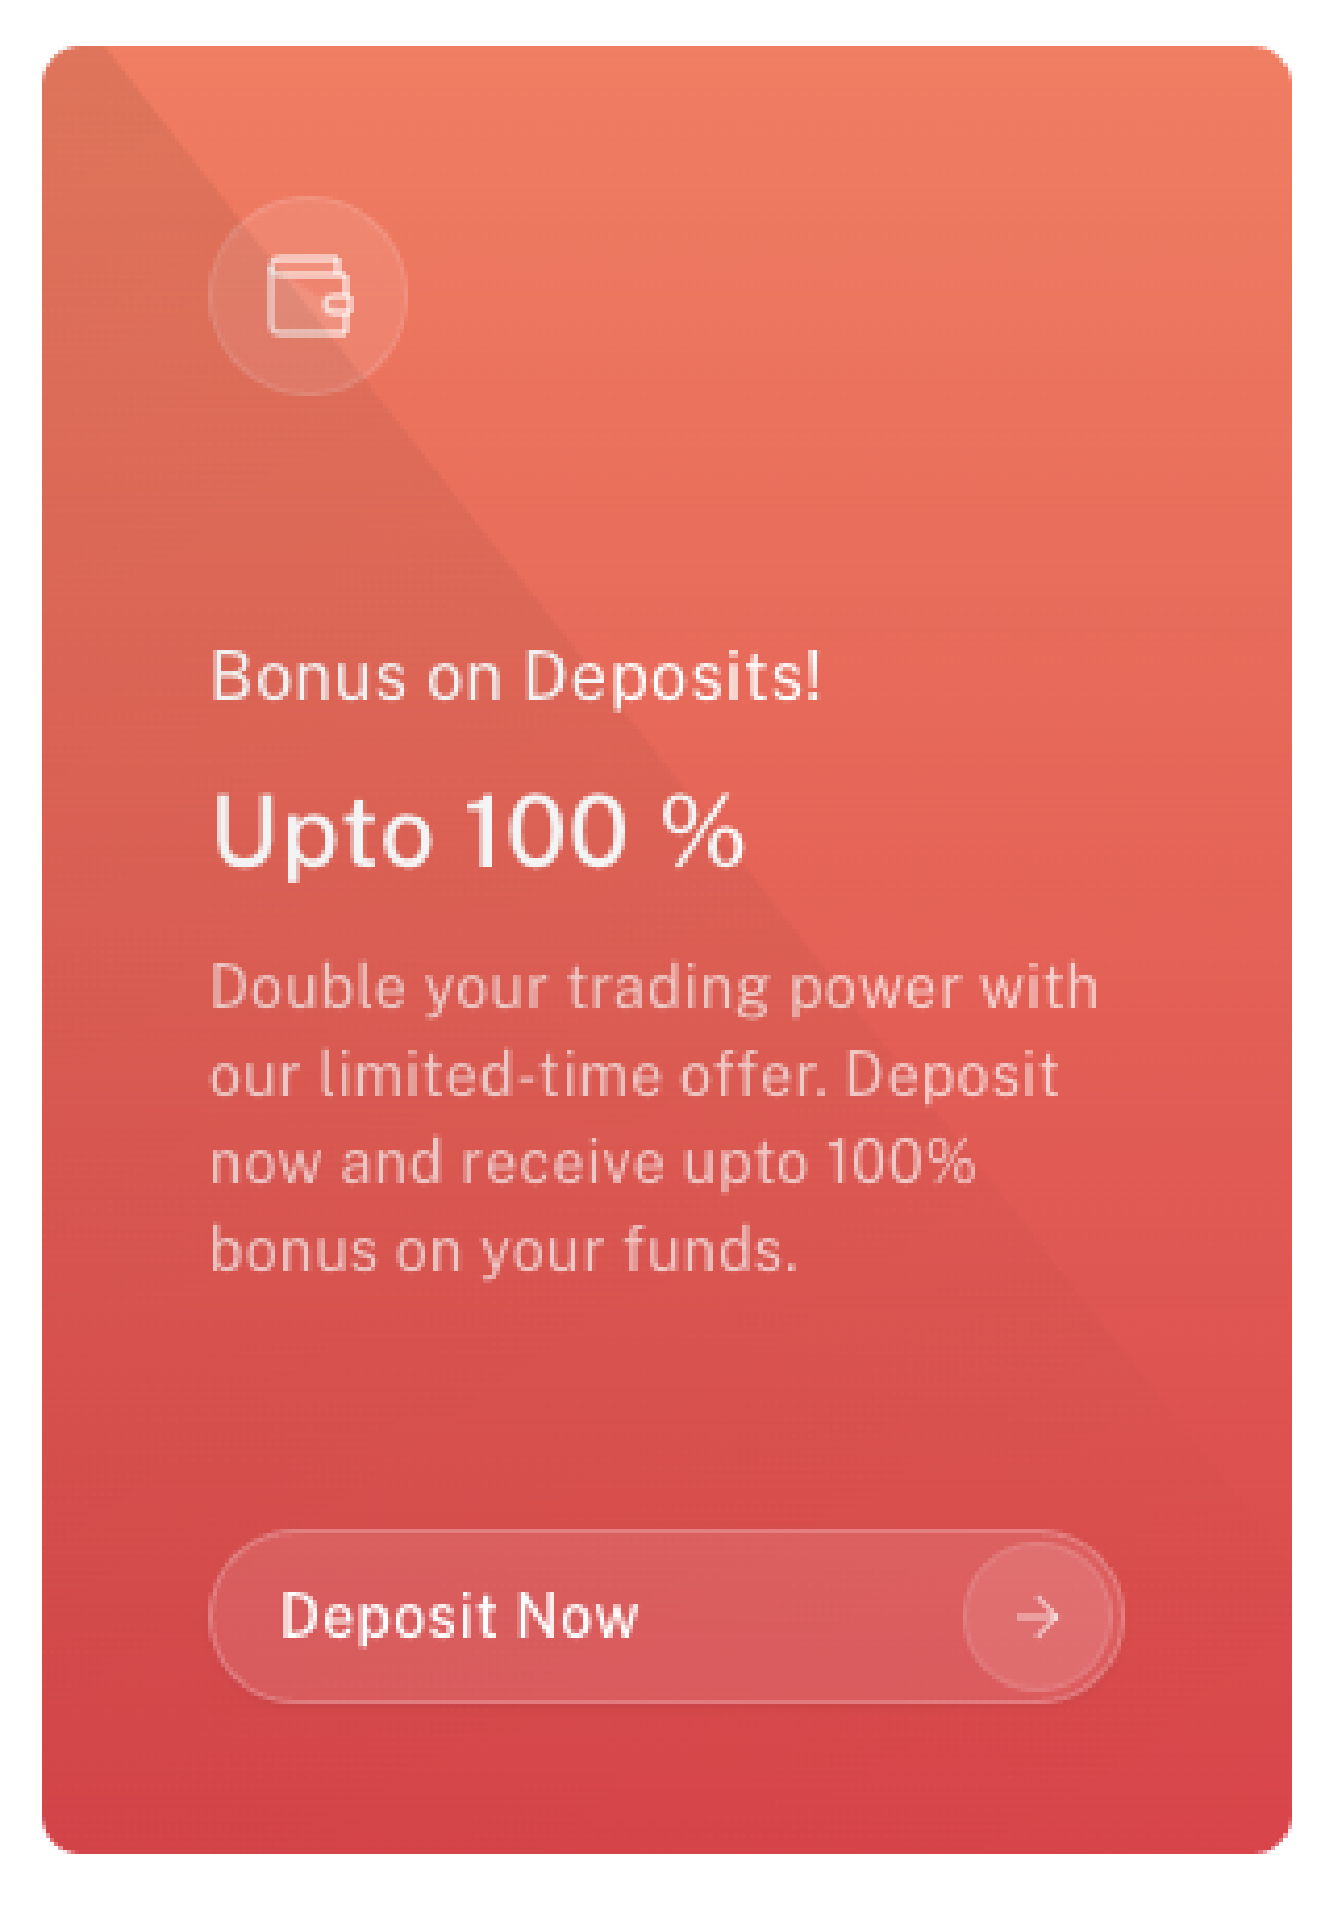 Bonus on Deposits!
Upto 100 %
Double your trading power with
our limited-time offer. Deposit
now and receive upto 100%
bonus on your funds.
Deposit Now